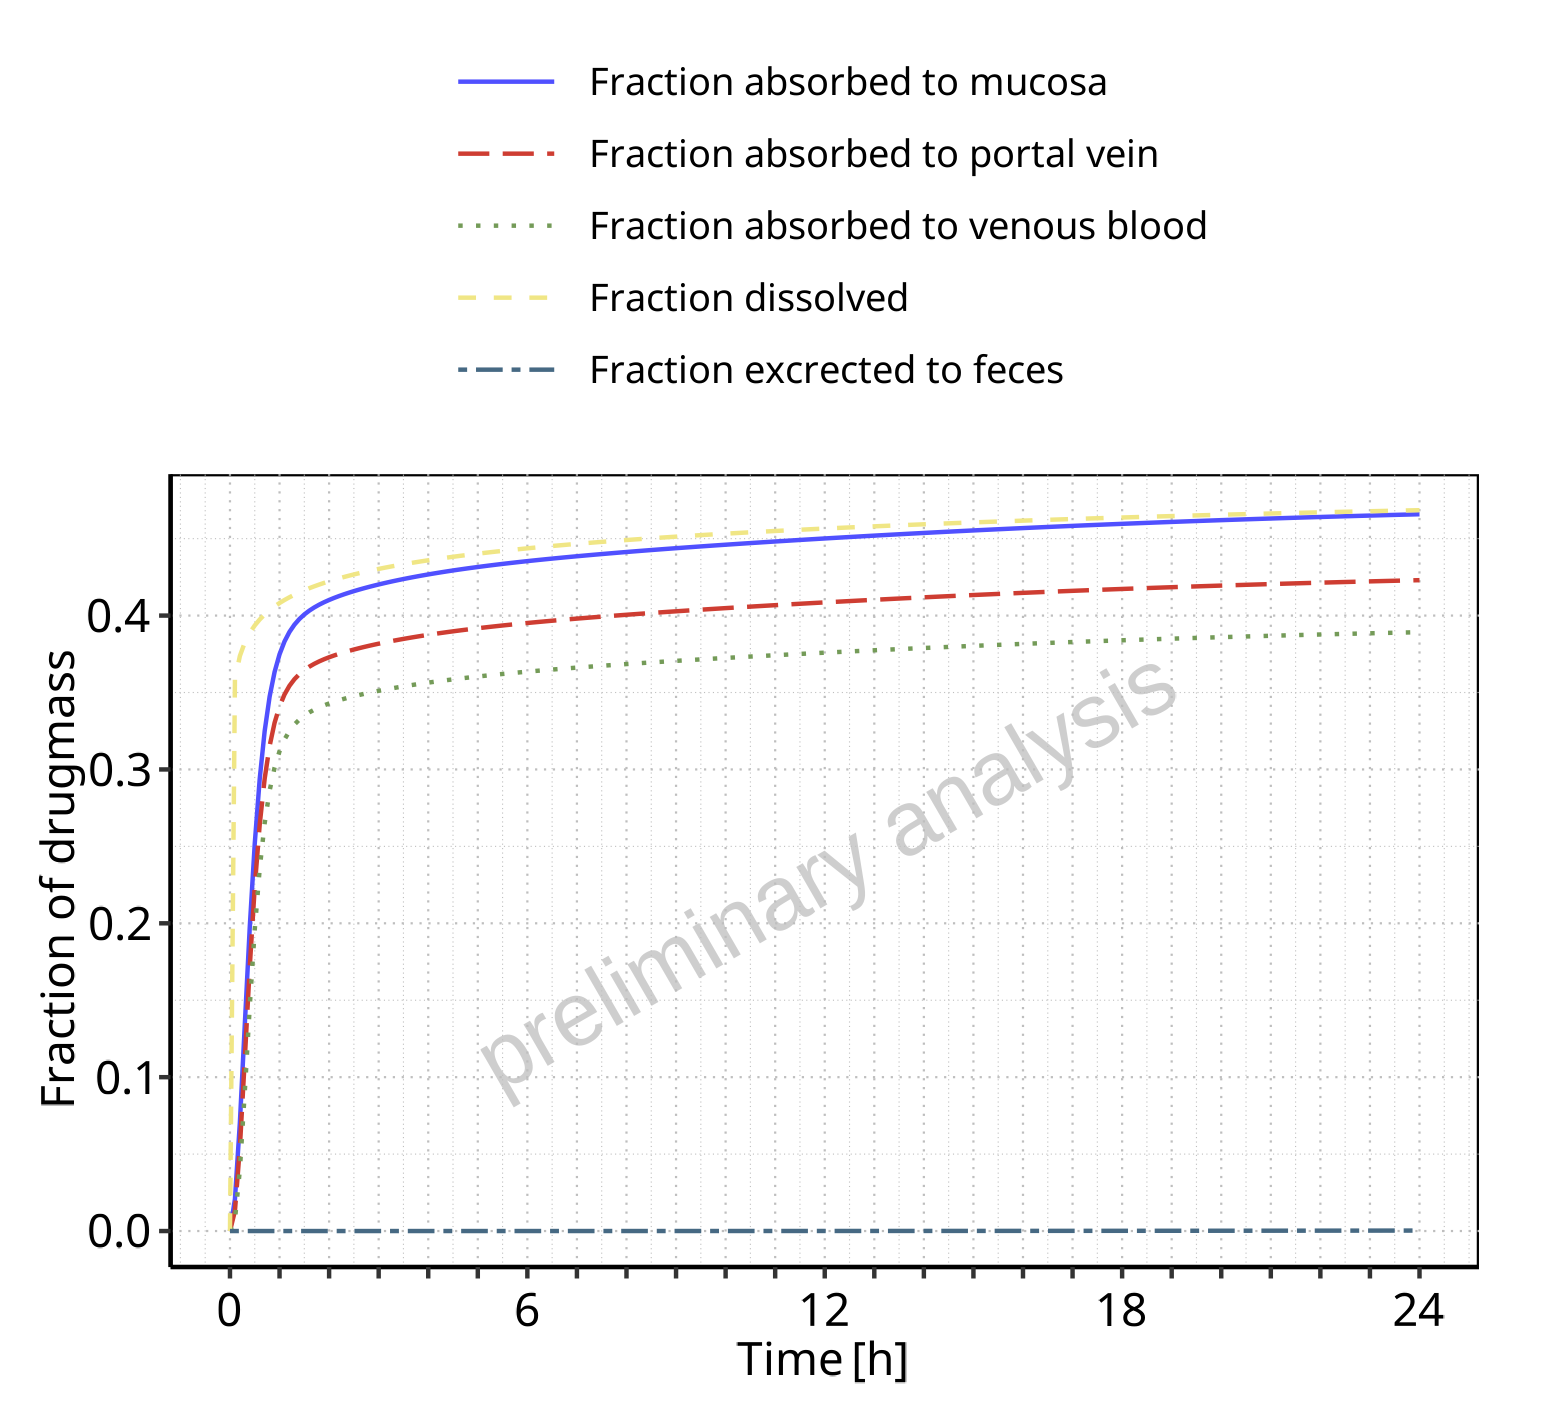 Fraction absorbed to mucosa
Fraction absorbed to portal vein
Fraction absorbed to venous blood
Fraction dissolved
Fraction excrected to feces
Fraction of drugmass
0.4
0.3
0.2
0.1
0.0
preliminary analysis
0 6 12 18 24
Time [h]